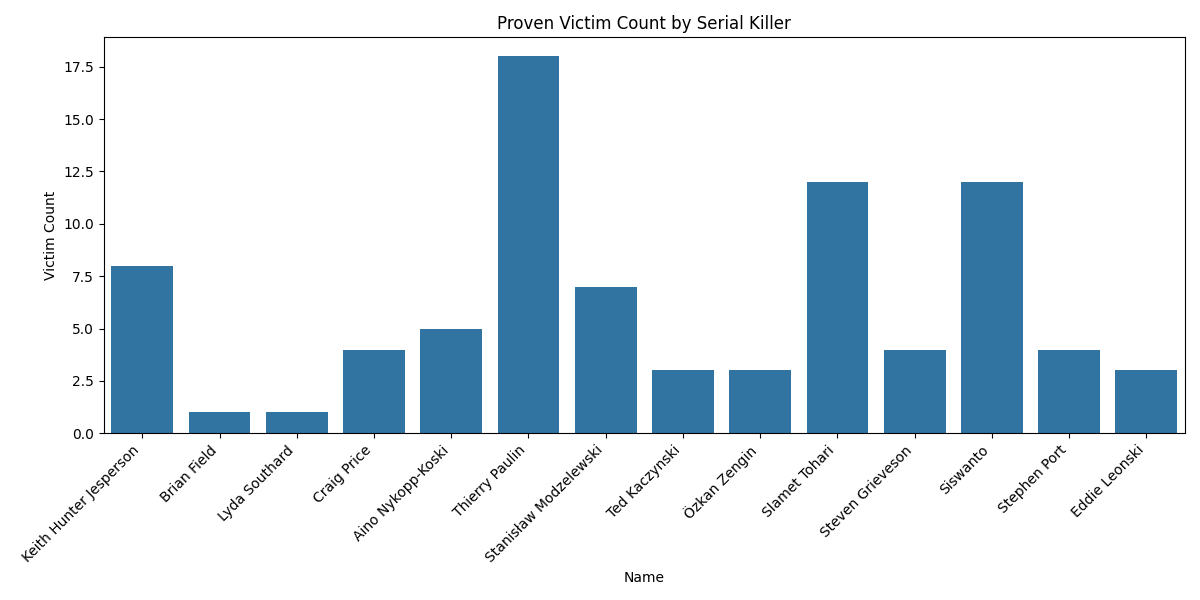 Proven Victim Count by Serial Killer
Victim Count
17.5
15.0
12.5
10.0
7.5
5.0
2.5
0.0
Keith Hunter Jesperson
Brian Field
Lyda Southard
Craig Price
Aino Nykopp-Koski
Thierry Paulin
Stanislaw Modzelewski
Ted Kaczynski
Özkan Zengin
Slamet Tohari
Steven Grieveson
Siswanto
Stephen Port
Eddie Leonski
Name